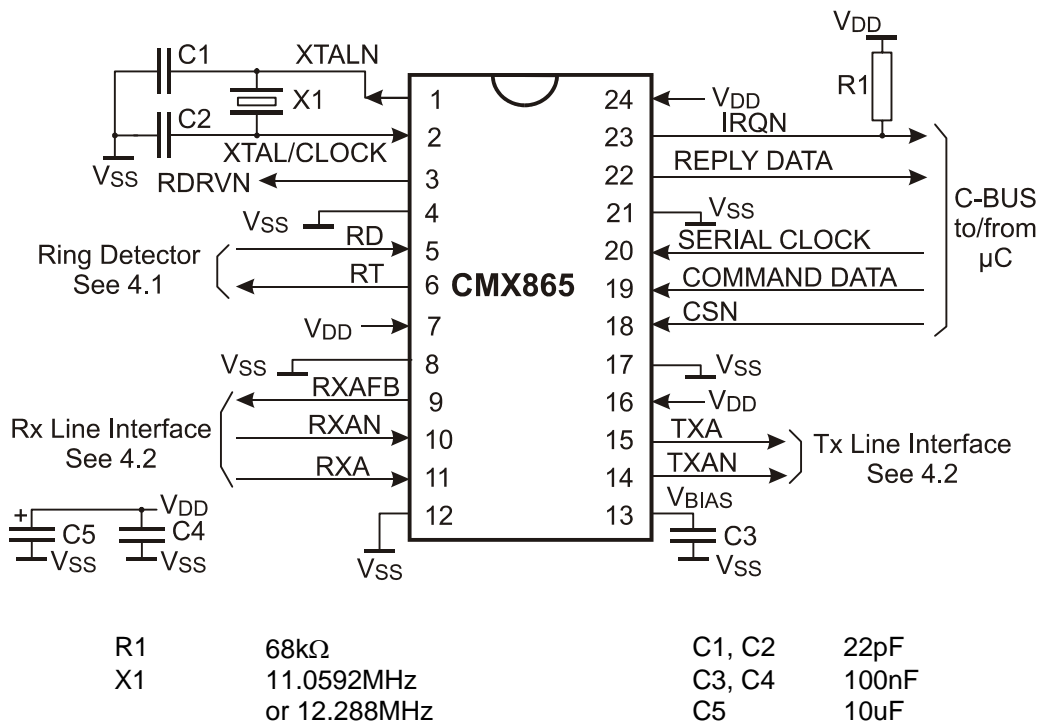 VDD
C1
XTALN
X1
C2
XTAL/CLOCK
VSS
RDRVN
VSS
RD
Ring Detector
See 4.1
RT
VDD
VSS
RXAFB
Rx Line Interface
See 4.2
RXAN
RXA
+
VDD
C5
C4
VSS
VSS
VSS
1
2
3
4
5
6
7
8
9
10
11
12
CMX865
24
23
22
21
20
19
18
17
16
15
14
13
VDD
R1
IRQN
REPLY DATA
VSS
SERIAL CLOCK
COMMAND DATA
CSN
C-BUS
to/from
µC
VSS
VDD
TXA
TXAN
Tx Line Interface
See 4.2
VBIAS
C3
VSS
R1 68kΩ C1, C2 22pF
X1 11.0592MHz C3, C4 100nF
or 12.288MHz C5 10uF